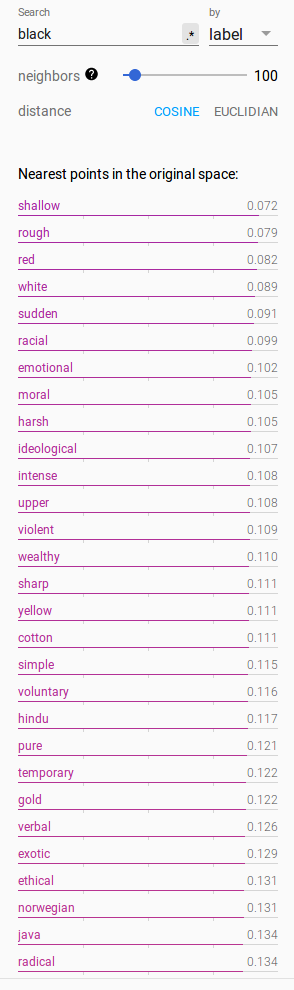 Search by
black .* label
neighbors ? 100
distance COSINE EUCLIDIAN
Nearest points in the original space:
shallow 0.072
rough 0.079
red 0.082
white 0.089
sudden 0.091
racial 0.099
emotional 0.102
moral 0.105
harsh 0.105
ideological 0.107
intense 0.108
upper 0.108
violent 0.109
wealthy 0.110
sharp 0.111
yellow 0.111
cotton 0.111
simple 0.115
voluntary 0.116
hindu 0.117
pure 0.121
temporary 0.122
gold 0.122
verbal 0.126
exotic 0.129
ethical 0.131
norwegian 0.131
java 0.134
radical 0.134